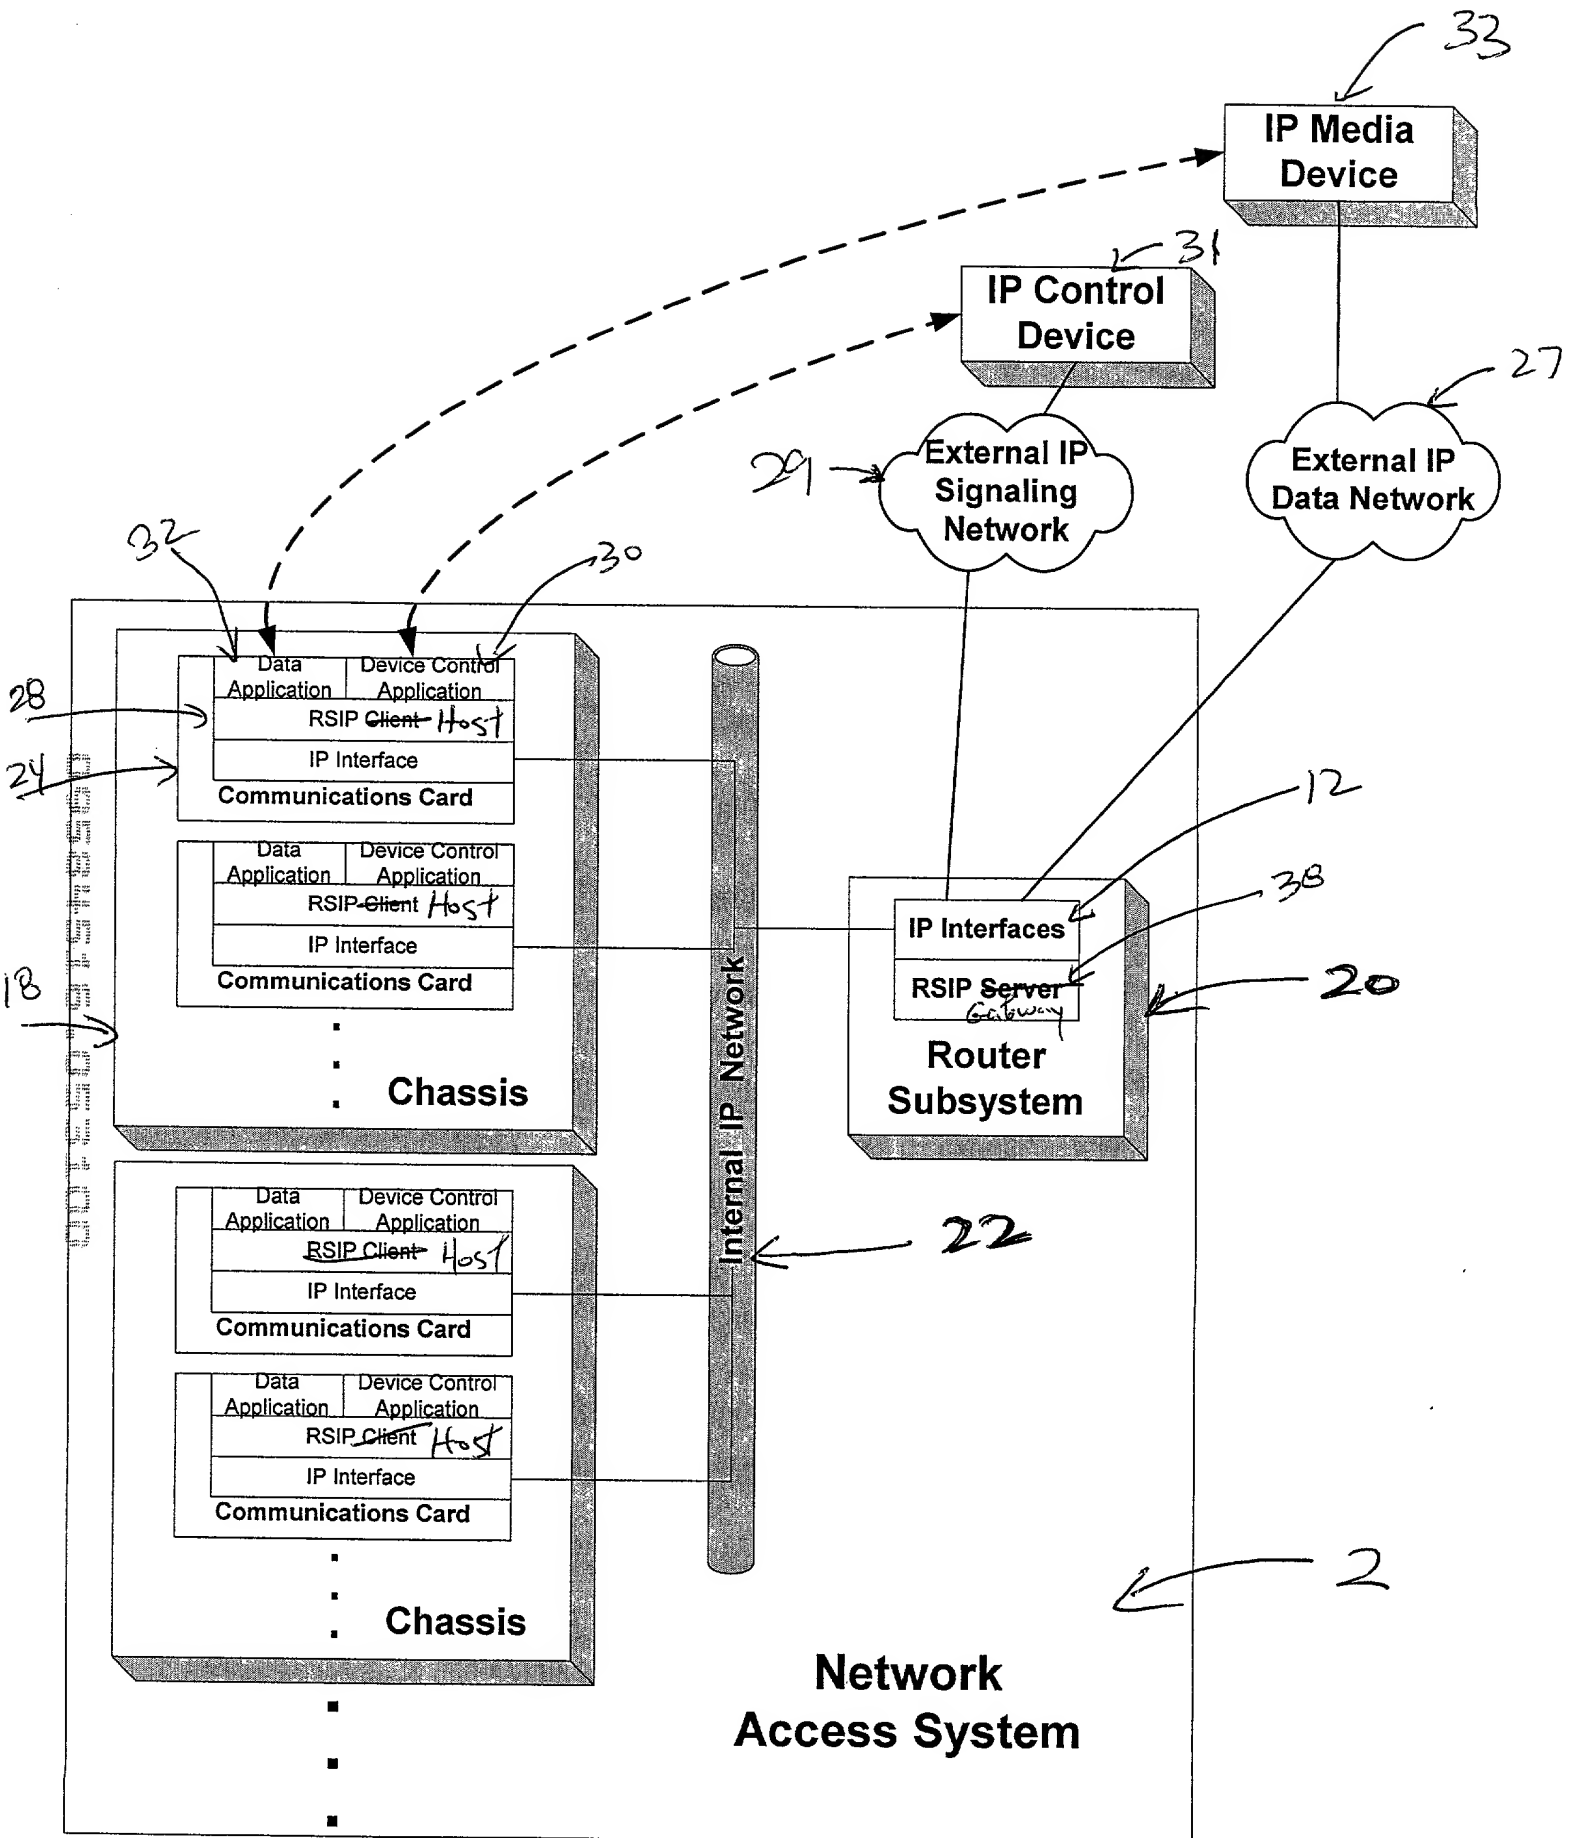 33
IP Media
Device
31
IP Control
Device
27
29
External IP
Signaling
Network
External IP
Data Network
32
30
Data
Application
Device Control
Application
28
RSIP Client Host
IP Interface
24
Communications Card
12
Data
Application
Device Control
Application
38
RSIP Client Host
IP Interfaces
IP Interface
Communications Card
18
RSIP Server
Gateway
20
Router
Subsystem
Chassis
Internal IP Network
22
Data
Application
Device Control
Application
RSIP Client Host
IP Interface
Communications Card
Data
Application
Device Control
Application
RSIP Client Host
IP Interface
Communications Card
2
Chassis
Network
Access System